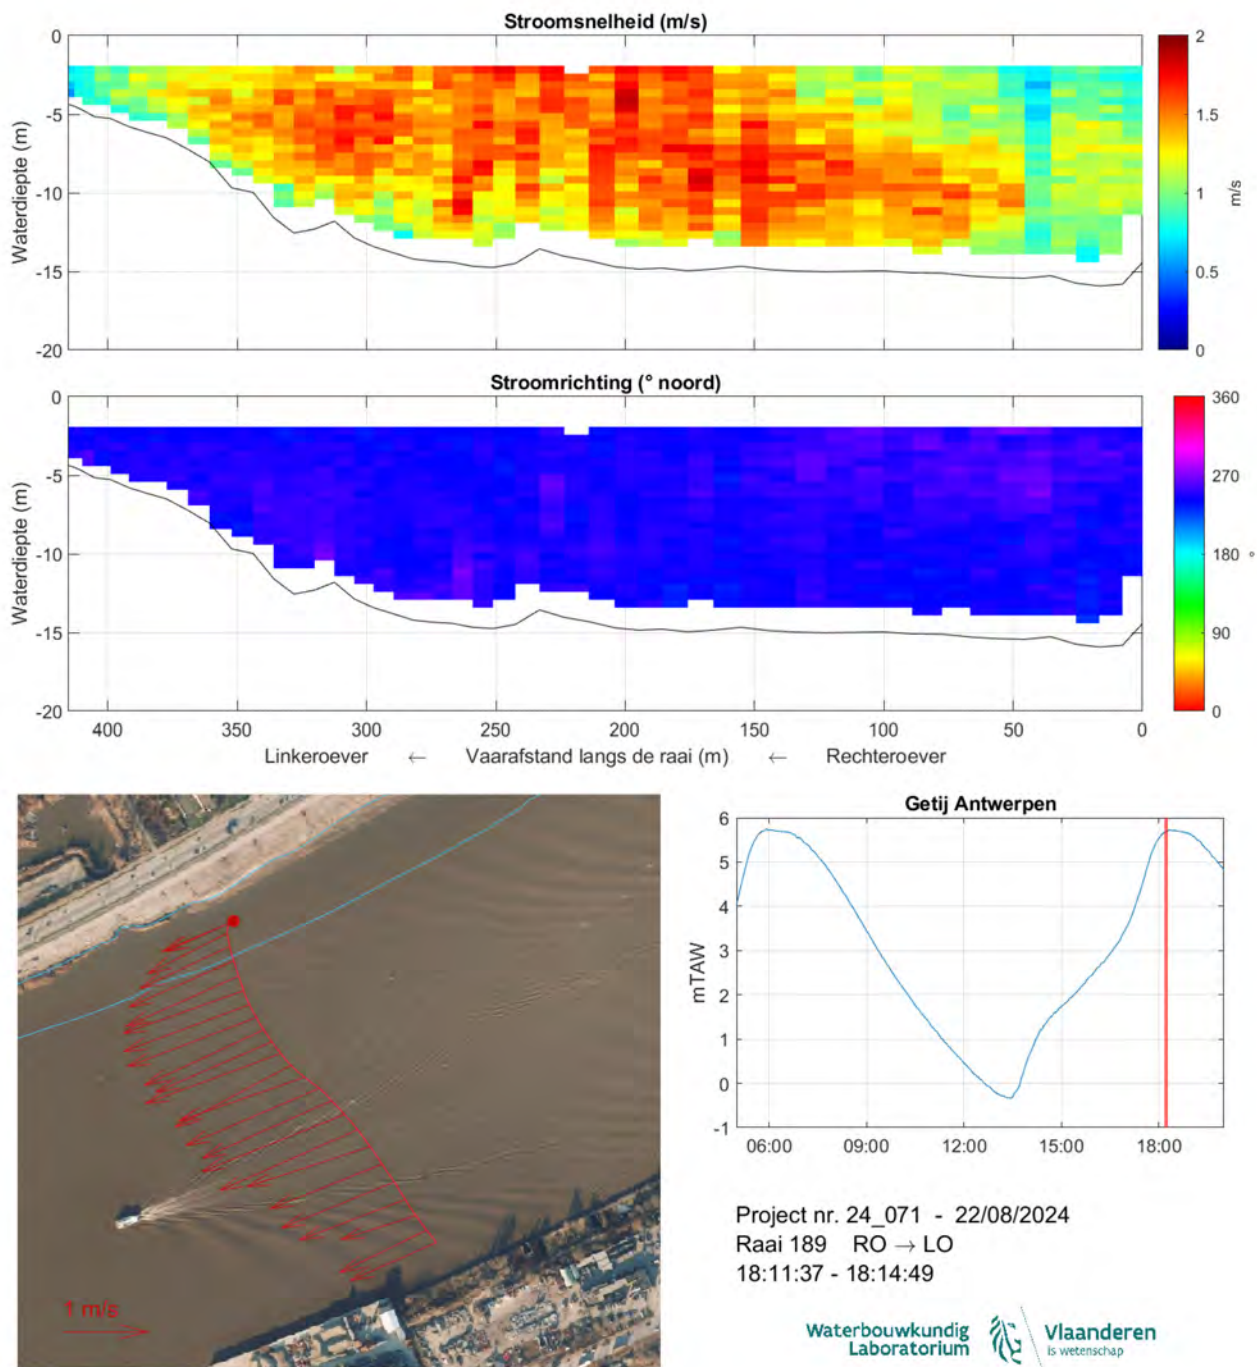 Stroomsnelheid (m/s)
0
-5
-10
-15
-20
Waterdiepte (m)
2
1.5
1
0.5
0
m/s
Stroomrichting (° noord)
0
-5
-10
-15
-20
Waterdiepte (m)
360
270
180
90
0
°
400 350 300 250 200 150 100 50 0
Linkeroever ← Vaarafstand langs de raai (m) ← Rechteroever
1 m/s
Getij Antwerpen
6
5
4
3
2
1
0
-1
mTAW
06:00 09:00 12:00 15:00 18:00
Project nr. 24_071 - 22/08/2024
Raai 189 RO → LO
18:11:37 - 18:14:49
Waterbouwkundig
Laboratorium
Vlaanderen
is wetenschap